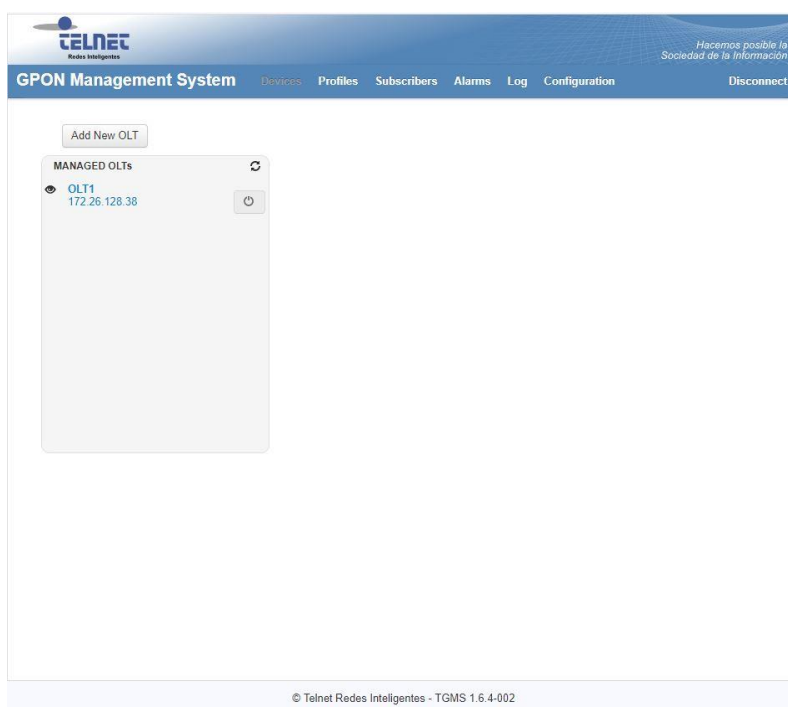 TELNET
Redes Inteligentes
Hacemos posible la
Sociedad de la Información
GPON Management System Devices Profiles Subscribers Alarms Log Configuration Disconnect
Add New OLT
MANAGED OLTs
OLT1
172.26.128.38
© Telnet Redes Inteligentes - TGMS 1.6.4-002